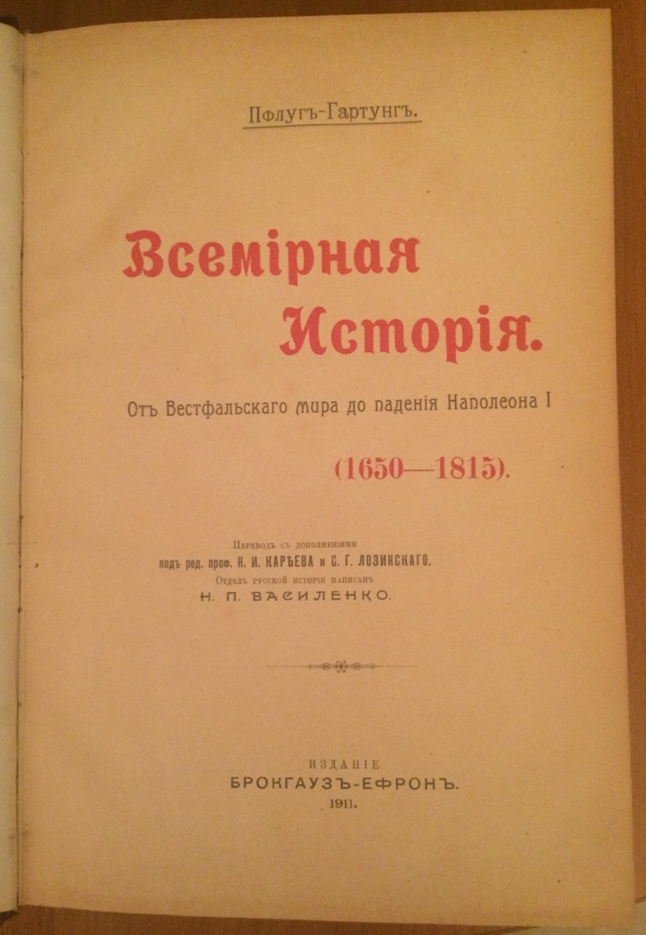 Пфлугъ-Гартунгъ.
Всемірная
Исторія.
Отъ Вестфальскаго мира до паденія Наполеона I
(1650—1815).
Переводъ съ дополненіями
подъ ред. проф. Н. И. КАРѢЕВА и С. Г. ЛОЗИНСКАГО.
Отдѣлъ русской исторіи написанъ
Н. П. ВАСИЛЕНКО.
ИЗДАНІЕ
БРОКГАУЗЪ-ЕФРОНЪ.
1911.